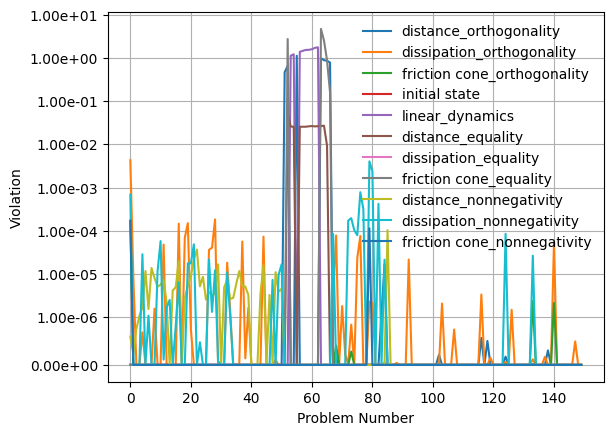 1.00e+01
1.00e+00
1.00e-01
1.00e-02
1.00e-03
1.00e-04
1.00e-05
1.00e-06
0.00e+00
Violation
distance_orthogonality
dissipation_orthogonality
friction cone_orthogonality
initial state
linear_dynamics
distance_equality
dissipation_equality
friction cone_equality
distance_nonnegativity
dissipation_nonnegativity
friction cone_nonnegativity
0 20 40 60 80 100 120 140
Problem Number